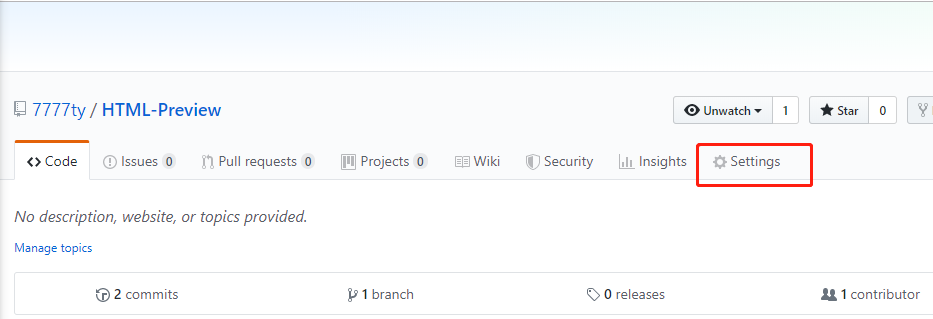 7777ty / HTML-Preview
Unwatch 1 Star 0
Code Issues 0 Pull requests 0 Projects 0 Wiki Security Insights Settings
No description, website, or topics provided.
Manage topics
2 commits 1 branch 0 releases 1 contributor